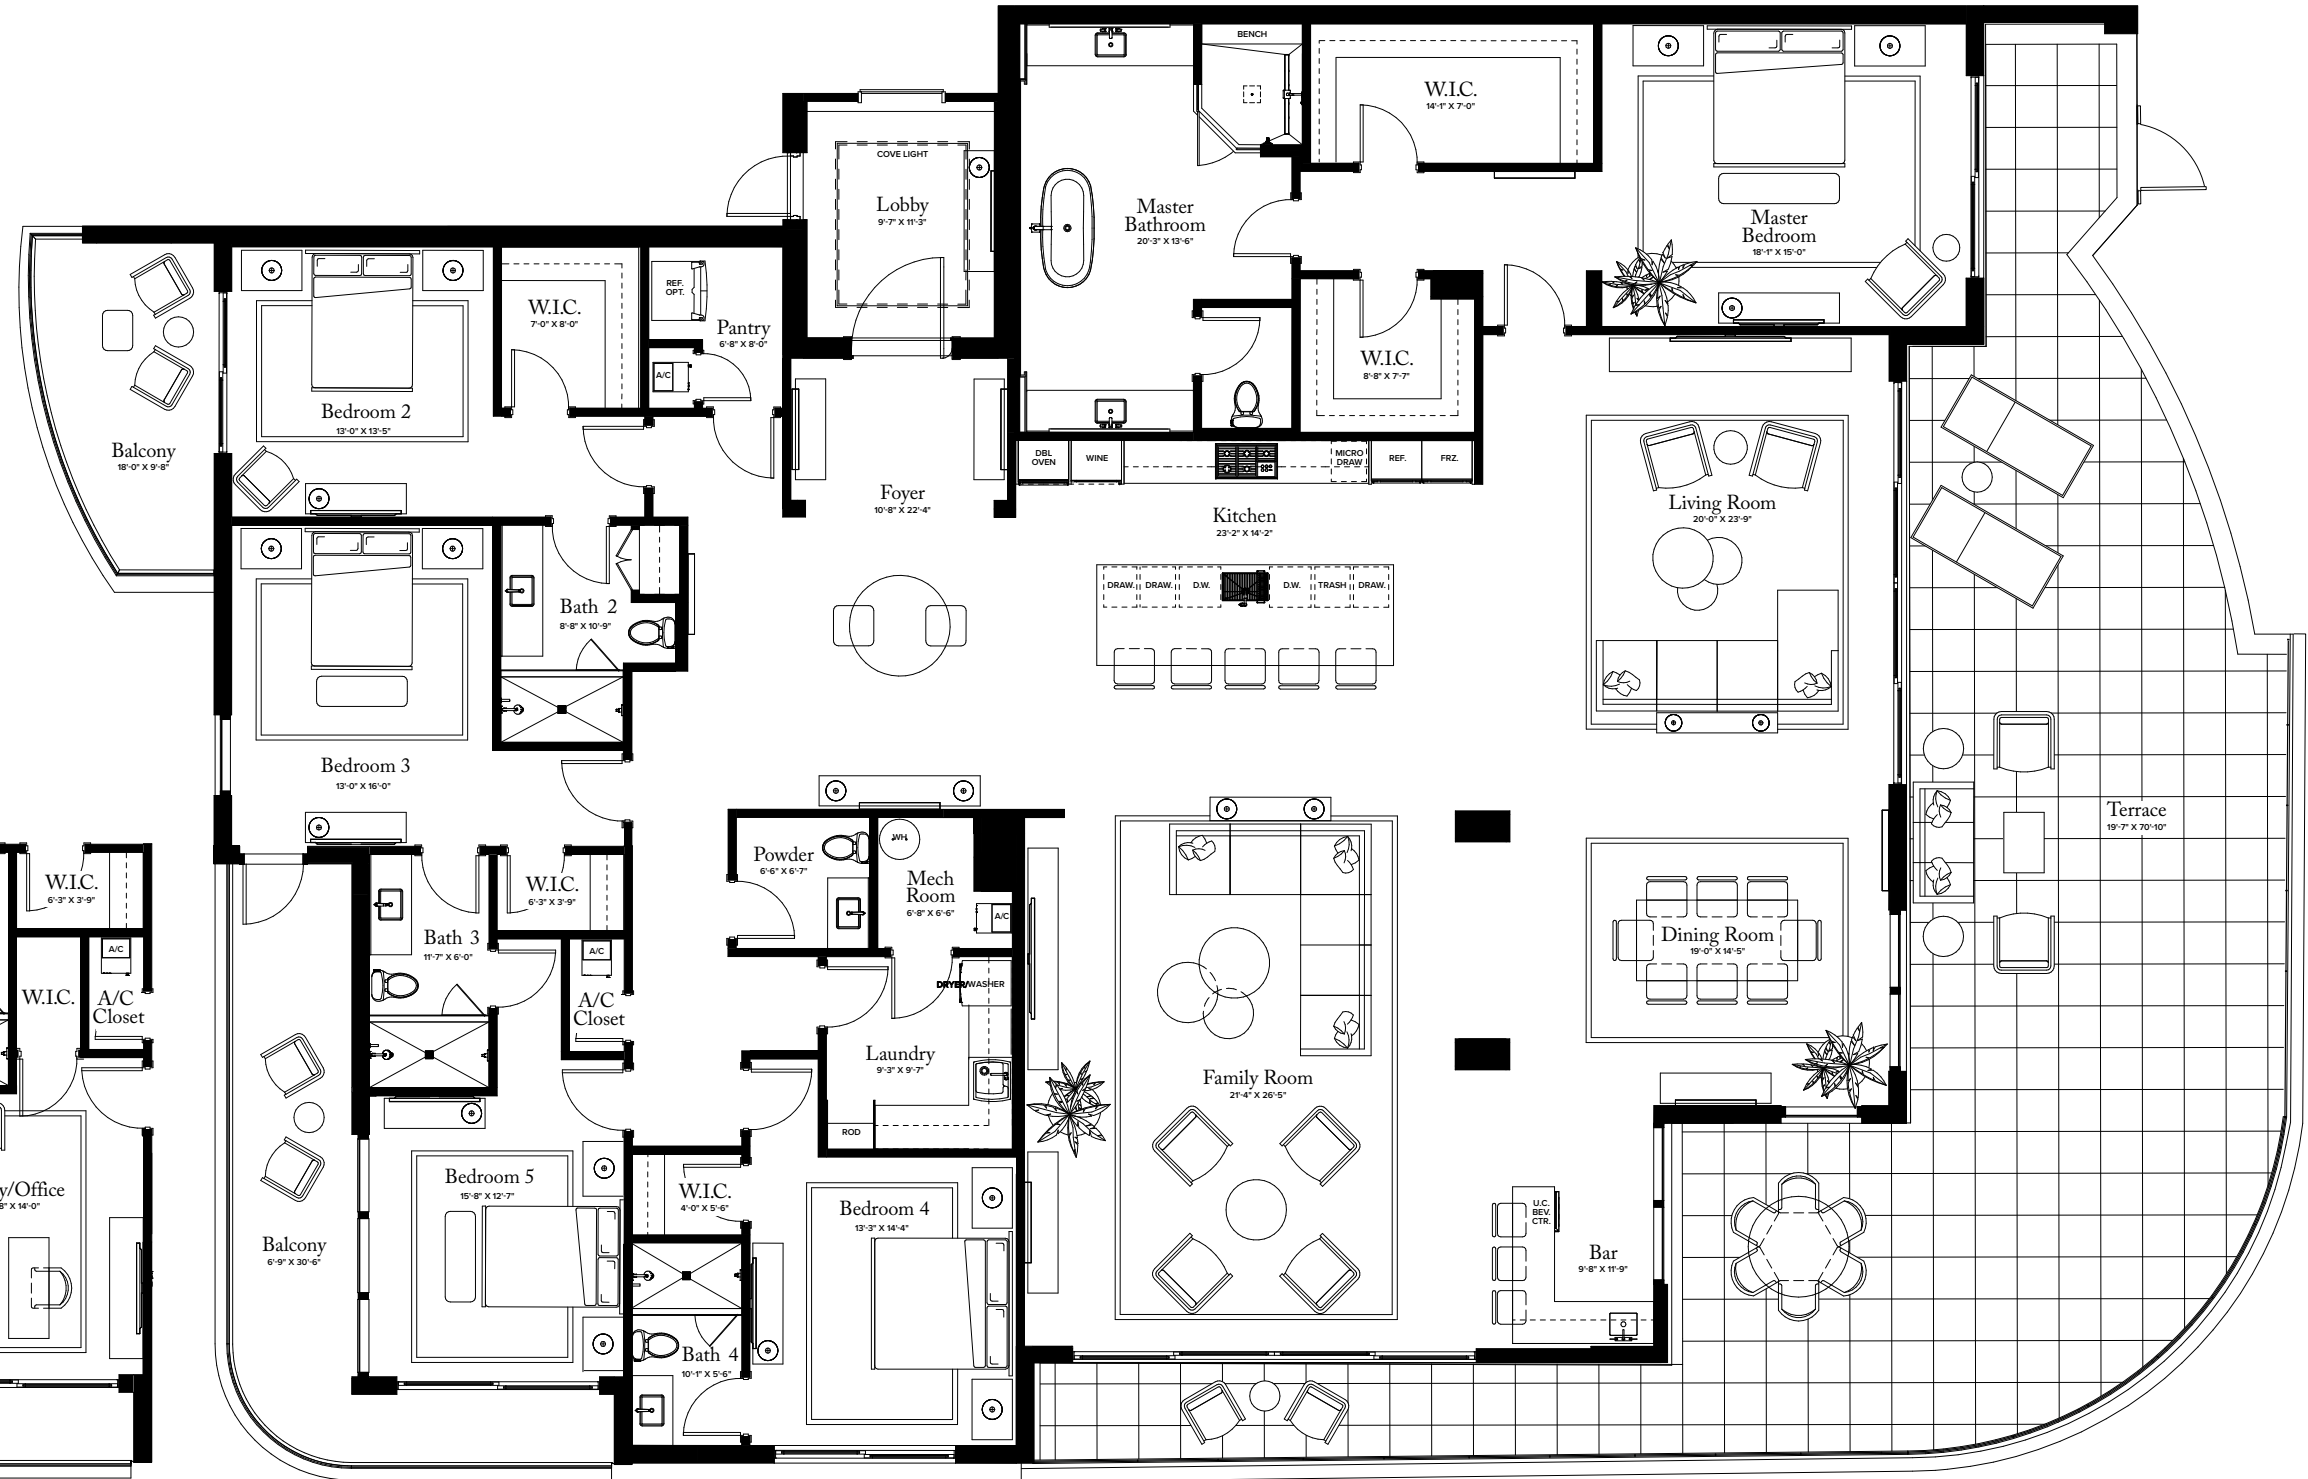 BENCH
W.I.C.
14'-1" X 7'-0"
COVE LIGHT
Lobby
9'-7" X 11'-3"
Master
Bathroom
20'-3" X 13'-6"
Master
Bedroom
18'-1" X 15'-0"
REF.
OPT.
W.I.C.
7'-0" X 8'-0"
Pantry
6'-8" X 8'-0"
A/C
W.I.C.
8'-8" X 7'-7"
Bedroom 2
13'-0" X 13'-5"
Balcony
18'-0" X 9'-8"
DBL
OVEN
WINE
MICRO
DRAW
REF.
FRZ.
Foyer
10'-8" X 22'-4"
Kitchen
23'-2" X 14'-2"
Living Room
20'-0" X 23'-9"
DRAW.
DRAW.
D.W.
D.W.
TRASH
DRAW.
Bath 2
8'-8" X 10'-9"
Bedroom 3
13'-0" X 16'-0"
Terrace
19'-7" X 70'-10"
WH
Powder
6'-6" X 6'-7"
Mech
Room
6'-8" X 6'-6"
A/C
W.I.C.
6'-3" X 3'-9"
W.I.C.
6'-3" X 3'-9"
Bath 3
11'-7" X 6'-0"
A/C
A/C
Closet
A/C
W.I.C.
A/C
Closet
Dining Room
19'-0" X 14'-5"
DRYER/WASHER
Laundry
9'-3" X 9'-7"
ROD
Family Room
21'-4" X 26'-5"
Bedroom 5
15'-8" X 12'-7"
W.I.C.
4'-0" X 5'-6"
Bedroom 4
13'-3" X 14'-4"
y/Office
8" X 14'-0"
U.C.
BEV.
CTR.
Bar
9'-8" X 11'-9"
Balcony
6'-9" X 30'-6"
Bath 4
10'-1" X 5'-6"